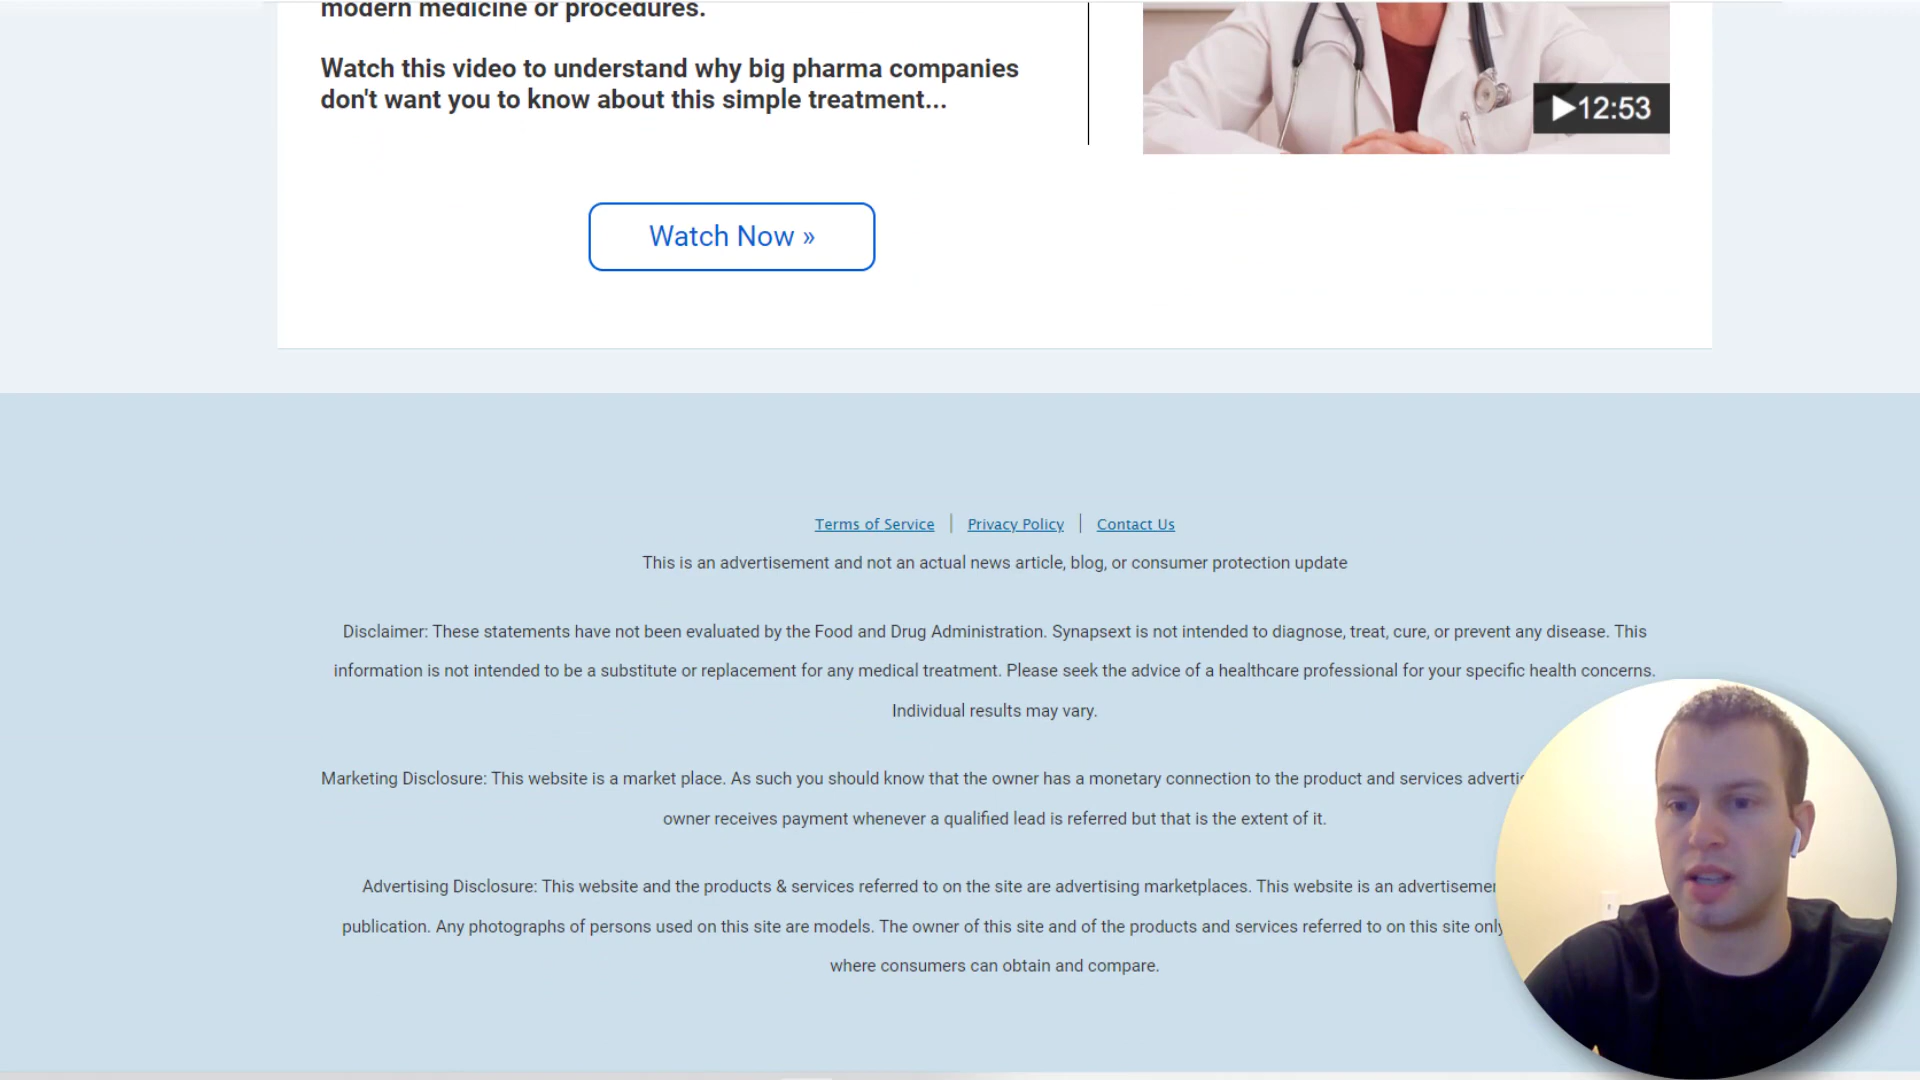 modern medicine or procedures.
Watch this video to understand why big pharma companies
don't want you to know about this simple treatment...
▶12:53
Watch Now »
Terms of Service | Privacy Policy | Contact Us
This is an advertisement and not an actual news article, blog, or consumer protection update
Disclaimer: These statements have not been evaluated by the Food and Drug Administration. Synapsext is not intended to diagnose, treat, cure, or prevent any disease. This
information is not intended to be a substitute or replacement for any medical treatment. Please seek the advice of a healthcare professional for your specific health concerns.
Individual results may vary.
Marketing Disclosure: This website is a market place. As such you should know that the owner has a monetary connection to the product and services
owner receives payment whenever a qualified lead is referred but that is the extent of it.
Advertising Disclosure: This website and the products & services referred to on the site are advertising marketplaces. This website is an
publication. Any photographs of persons used on this site are models. The owner of this site and of the products and services referred to on this site only
where consumers can obtain and compare.